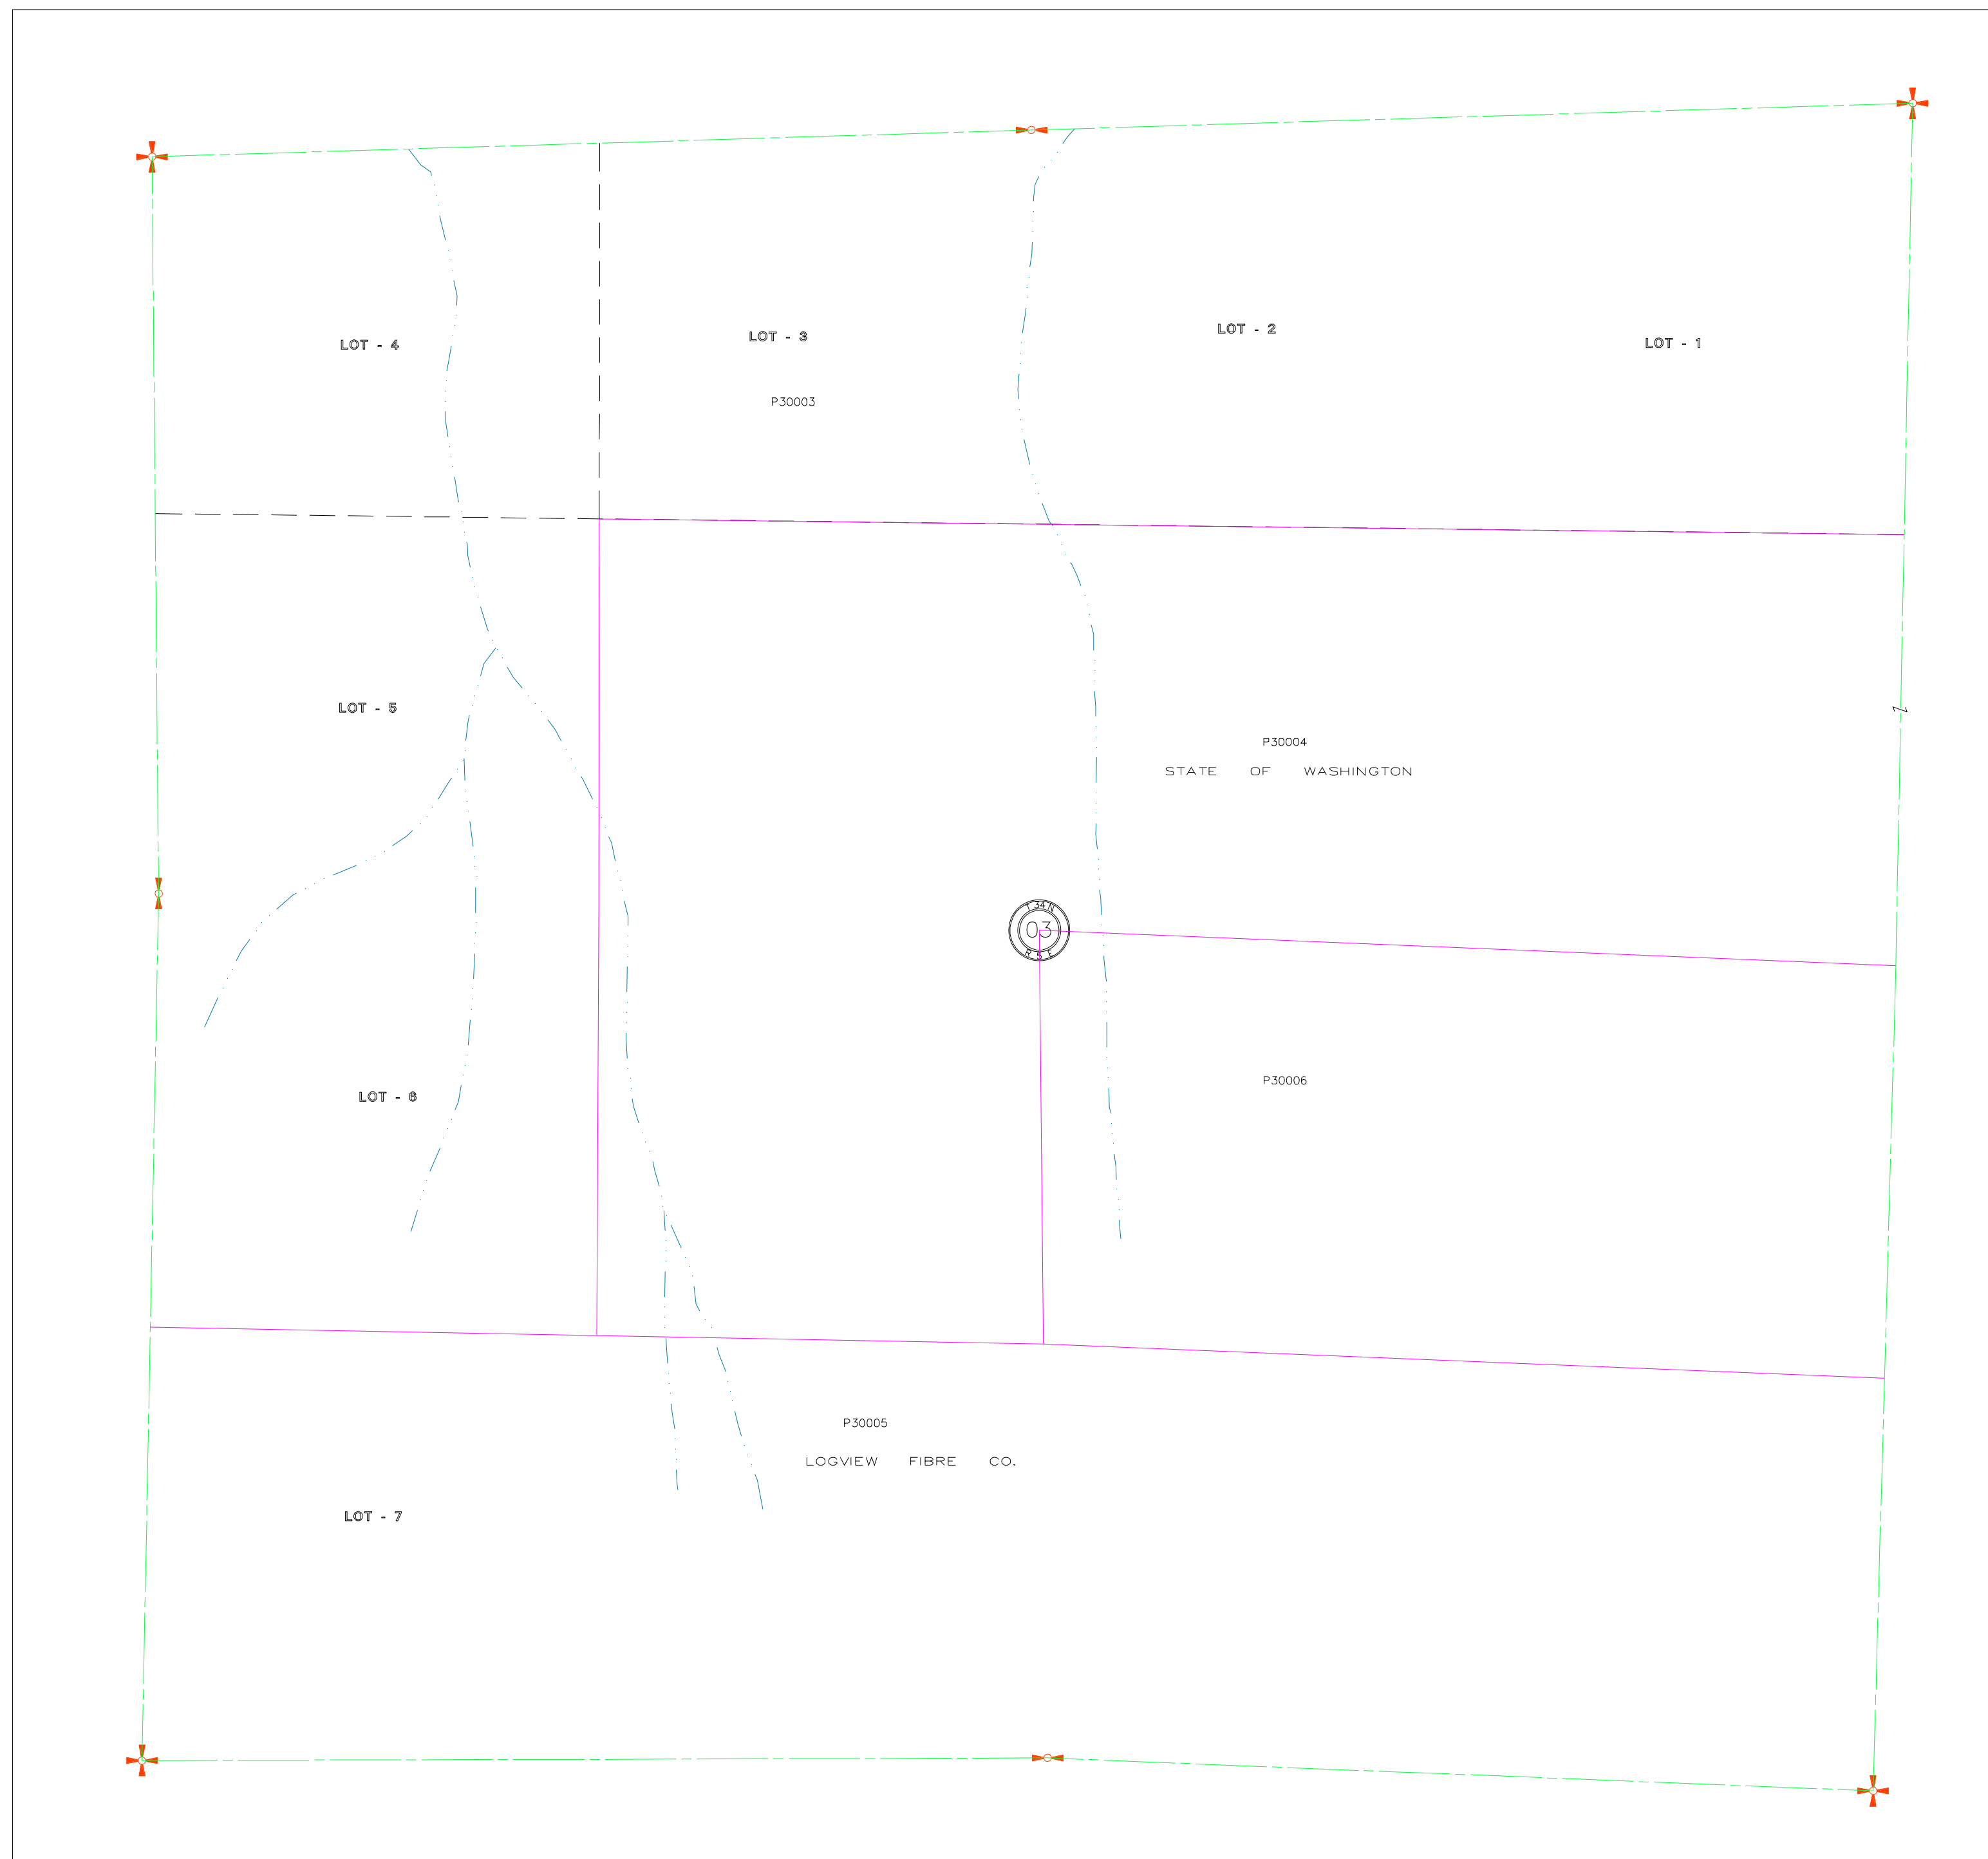 LOT - 4
LOT - 3
LOT - 2
LOT - 1
P30003
LOT - 5
P30004
STATE OF WASHINGTON
T 34 N
03
R 5 E
P30006
LOT - 6
P30005
LOGVIEW FIBRE CO.
LOT - 7